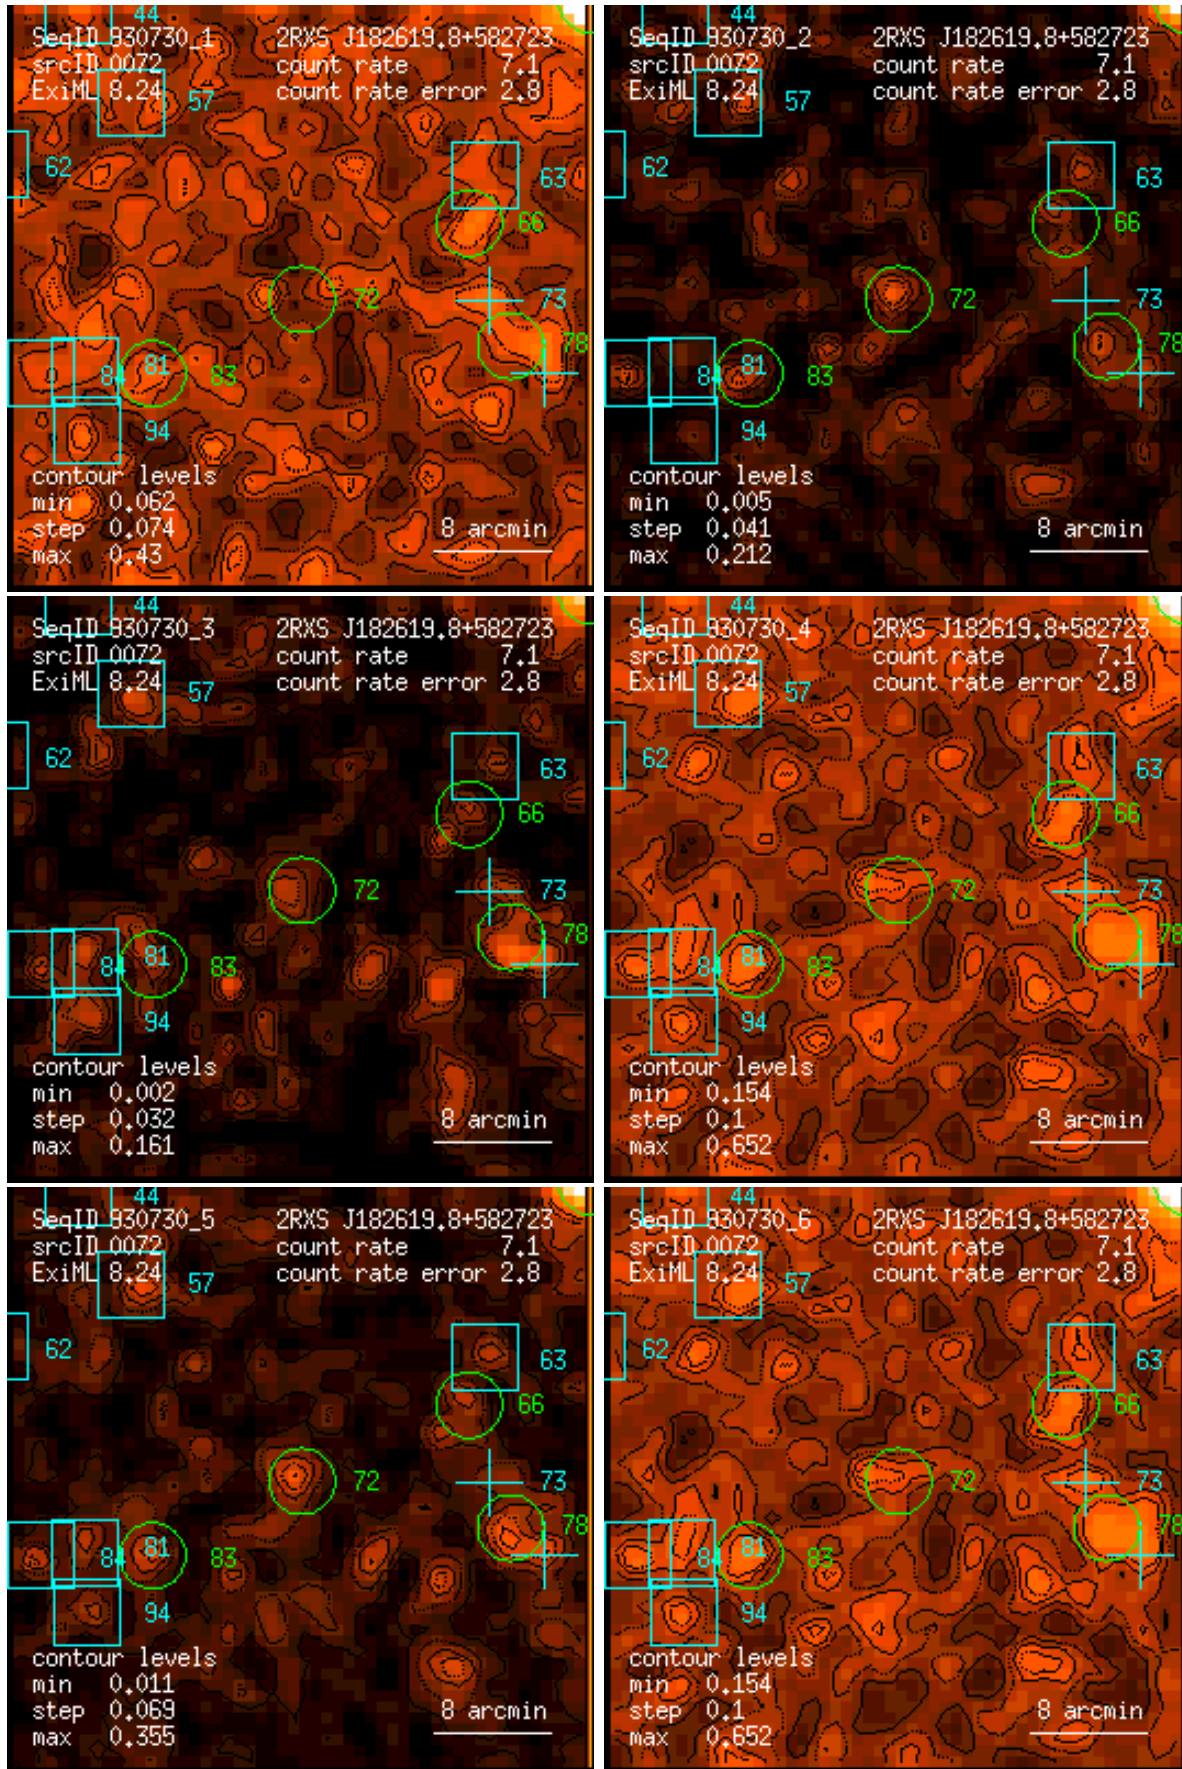 44
SeqID 930730_1 2RXS J182619.8+582723
srcID 0072 count rate 7.1
ExiML 8.24 57 count rate error 2.8
62 63
66
72 73
78
84 81 83
94
contour levels
min 0.062
step 0.074 8 arcmin
max 0.43
44
SeqID 930730_2 2RXS J182619.8+582723
srcID 0072 count rate 7.1
ExiML 8.24 57 count rate error 2.8
62 63
66
72 73
78
84 81 83
94
contour levels
min 0.005
step 0.041 8 arcmin
max 0.212
44
SeqID 930730_3 2RXS J182619.8+582723
srcID 0072 count rate 7.1
ExiML 8.24 57 count rate error 2.8
62 63
66
72 73
78
84 81 83
94
contour levels
min 0.002
step 0.032 8 arcmin
max 0.161
44
SeqID 930730_4 2RXS J182619.8+582723
srcID 0072 count rate 7.1
ExiML 8.24 57 count rate error 2.8
62 63
66
72 73
78
84 81 83
94
contour levels
min 0.154
step 0.1 8 arcmin
max 0.652
44
SeqID 930730_5 2RXS J182619.8+582723
srcID 0072 count rate 7.1
ExiML 8.24 57 count rate error 2.8
62 63
66
72 73
78
84 81 83
94
contour levels
min 0.011
step 0.069 8 arcmin
max 0.355
44
SeqID 930730_6 2RXS J182619.8+582723
srcID 0072 count rate 7.1
ExiML 8.24 57 count rate error 2.8
62 63
66
72 73
78
84 81 83
94
contour levels
min 0.154
step 0.1 8 arcmin
max 0.652